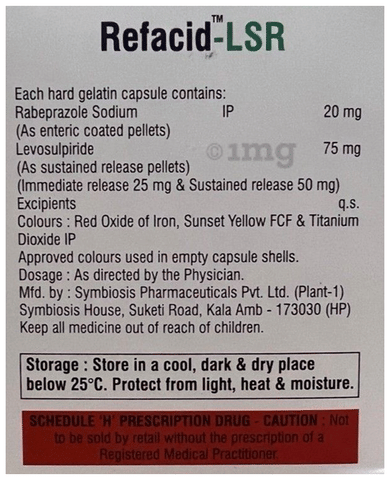 Refacid™-LSR
Each hard gelatin capsule contains:
Rabeprazole Sodium IP 20 mg
(As enteric coated pellets)
Levosulpiride 75 mg
©1mg
(As sustained release pellets)
(Immediate release 25 mg & Sustained release 50 mg)
Excipients q.s.
Colours : Red Oxide of Iron, Sunset Yellow FCF & Titanium
Dioxide IP
Approved colours used in empty capsule shells.
Dosage : As directed by the Physician.
Mfd. by : Symbiosis Pharmaceuticals Pvt. Ltd. (Plant-1)
Symbiosis House, Suketi Road, Kala Amb - 173030 (HP)
Keep all medicine out of reach of children.
Storage : Store in a cool, dark & dry place
below 25°C. Protect from light, heat & moisture.
SCHEDULE 'H' PRESCRIPTION DRUG - CAUTION : Not
to be sold by retail without the prescription of a
Registered Medical Practitioner.